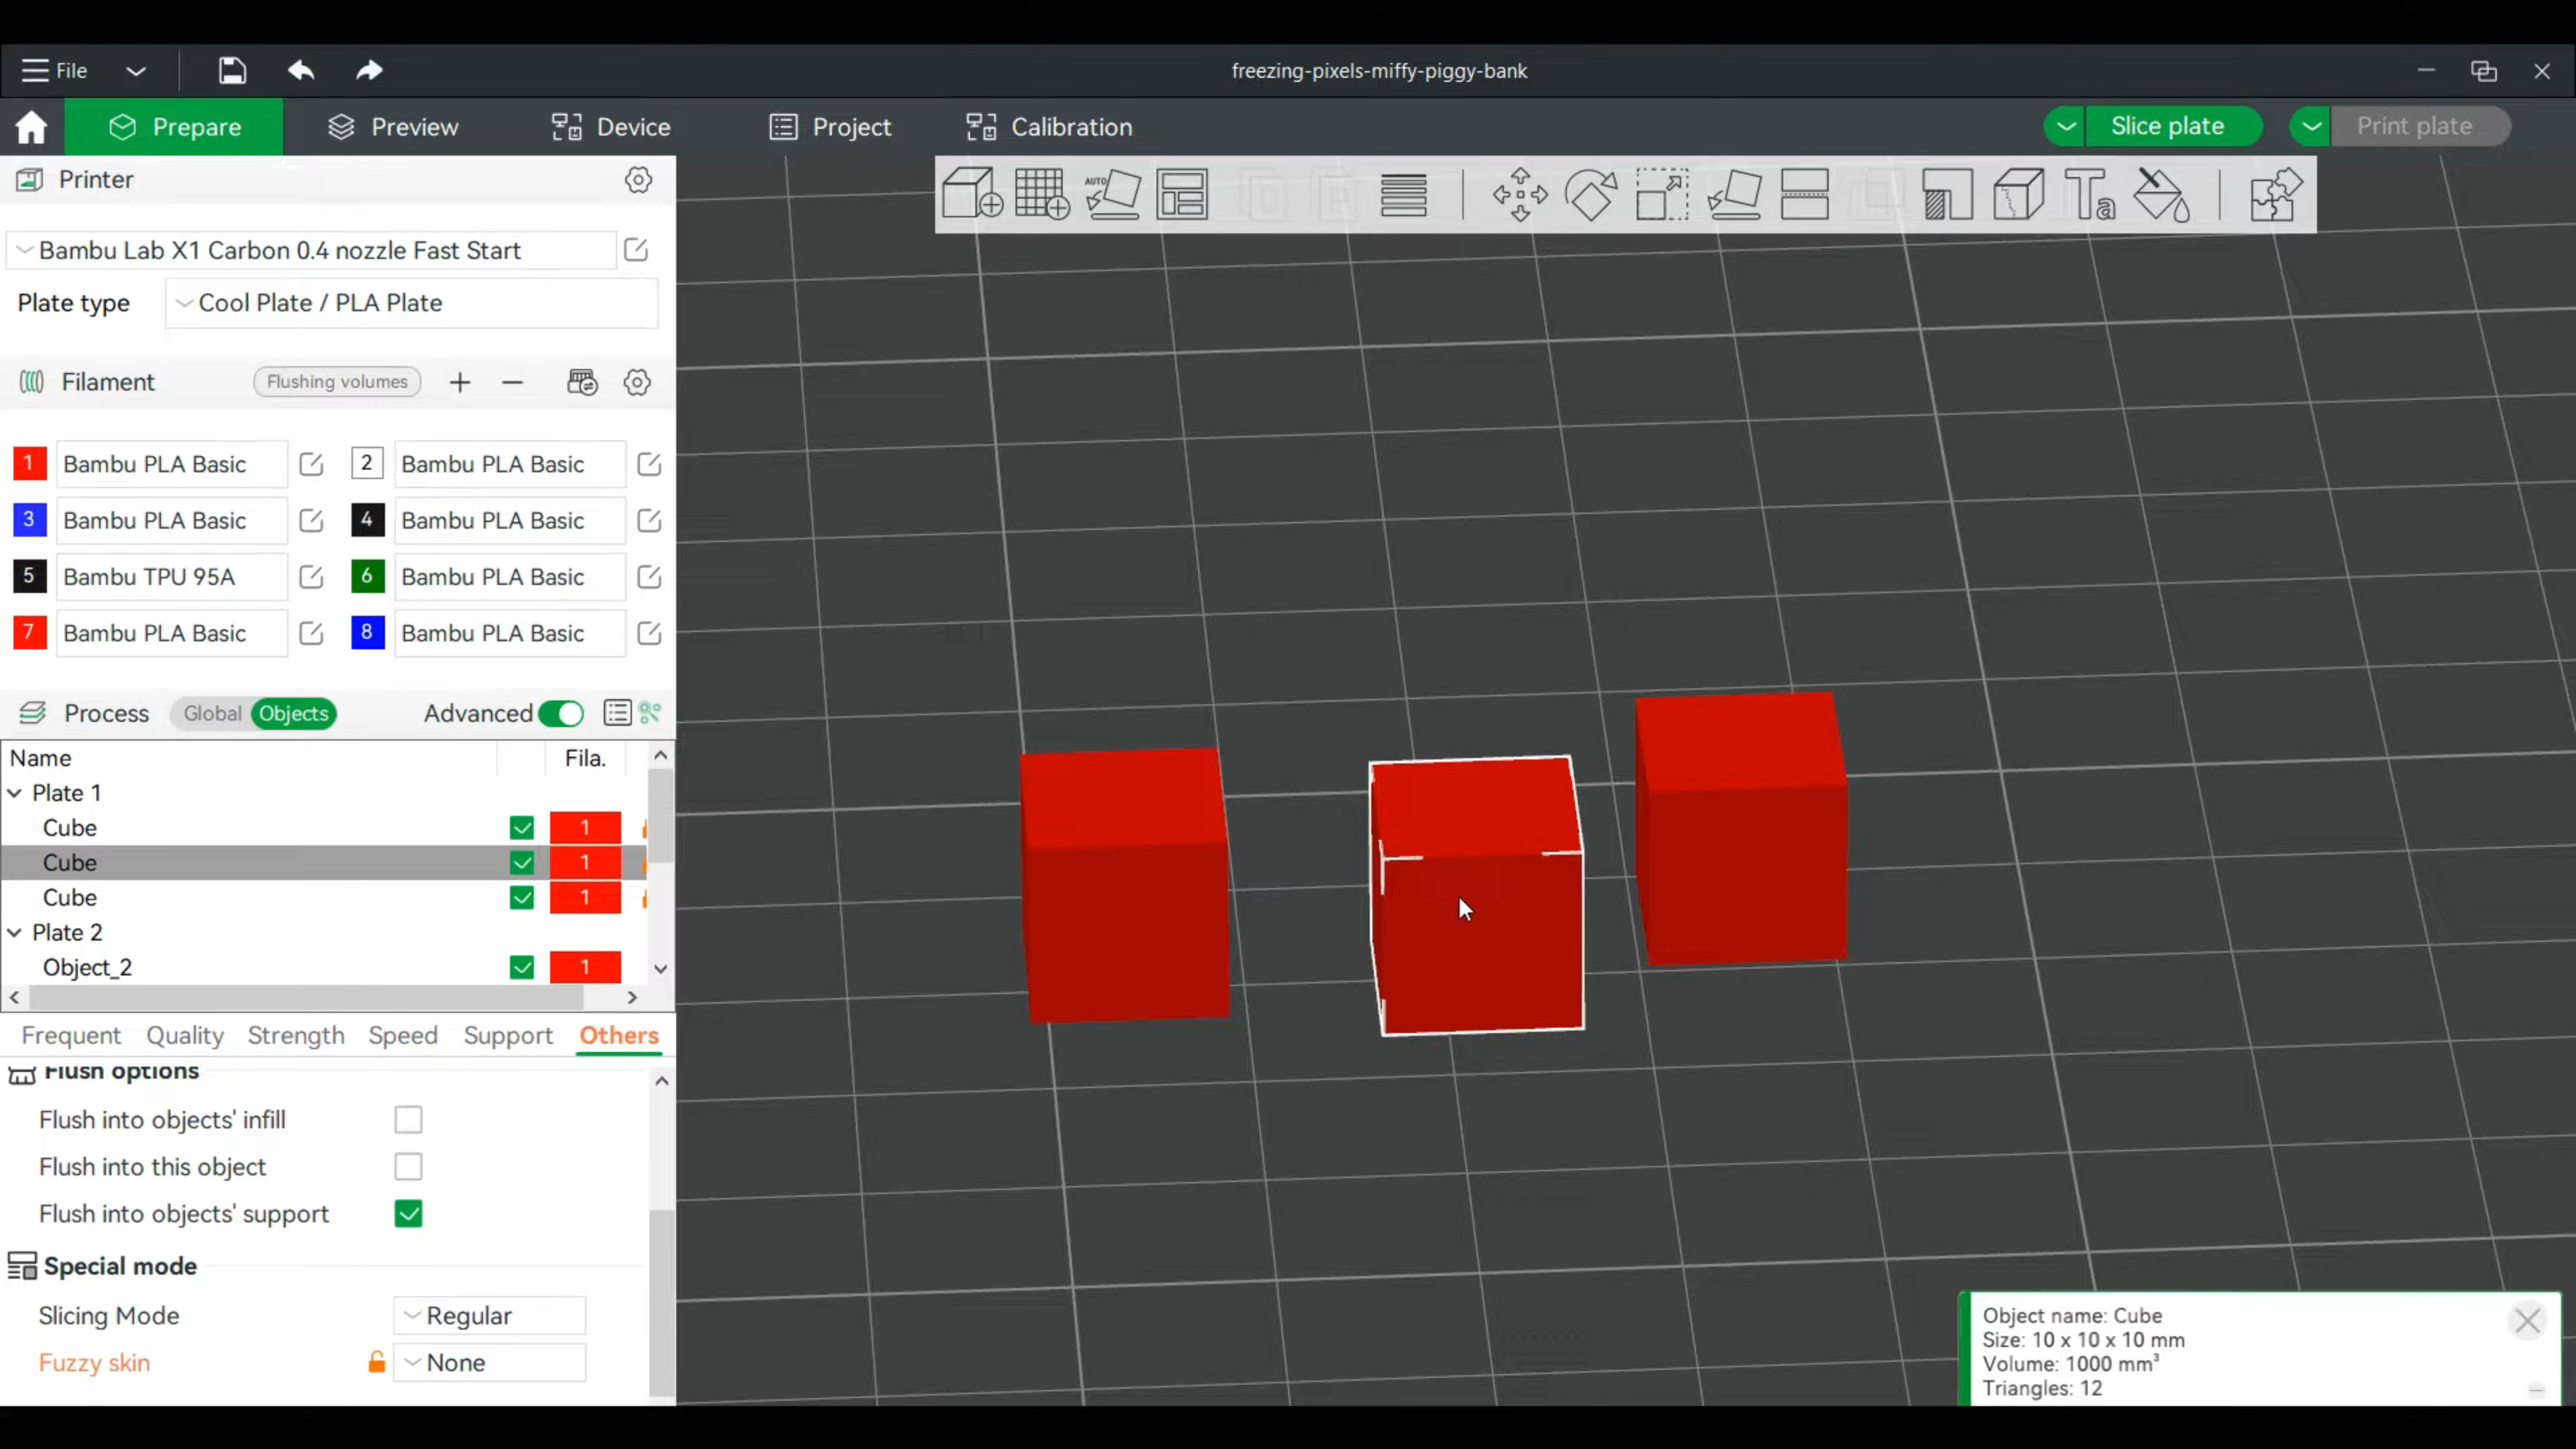 File
freezing-pixels-miffy-piggy-bank
Prepare
Preview
Device
Project
Calibration
Slice plate
Print plate
Printer
Bambu Lab X1 Carbon 0.4 nozzle Fast Start
Plate type
Cool Plate / PLA Plate
AUTO
Ta
Filament
Flushing volumes
1 Bambu PLA Basic 2 Bambu PLA Basic
3 Bambu PLA Basic 4 Bambu PLA Basic
5 Bambu TPU 95A 6 Bambu PLA Basic
7 Bambu PLA Basic 8 Bambu PLA Basic
Process Global Objects Advanced
Name Fila.
Plate 1
Cube 1
Cube 1
Cube 1
Plate 2
Object_2 1
Frequent Quality Strength Speed Support Others
Flush options
Flush into objects' infill
Flush into this object
Flush into objects' support
Special mode
Slicing Mode Regular
Fuzzy skin None
Object name: Cube
Size: 10 x 10 x 10 mm
Volume: 1000 mm³
Triangles: 12